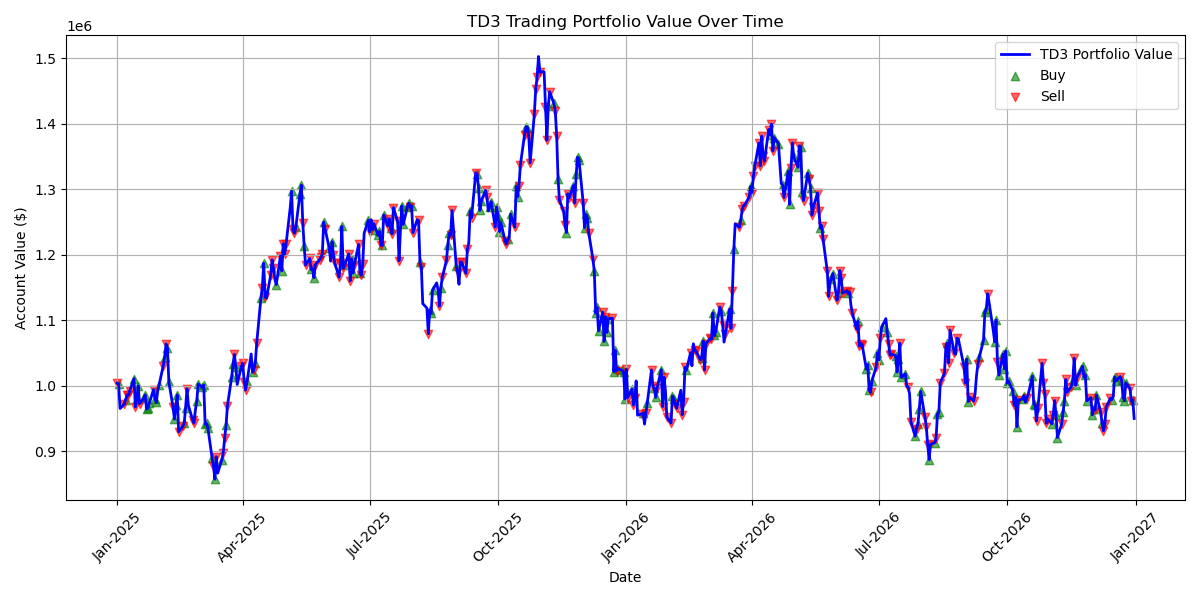 TD3 Trading Portfolio Value Over Time
1e6
TD3 Portfolio Value
Buy
Sell
1.5
1.4
1.3
1.2
1.1
1.0
0.9
Account Value ($)
Jan-2025
Apr-2025
Jul-2025
Oct-2025
Jan-2026
Apr-2026
Jul-2026
Oct-2026
Jan-2027
Date